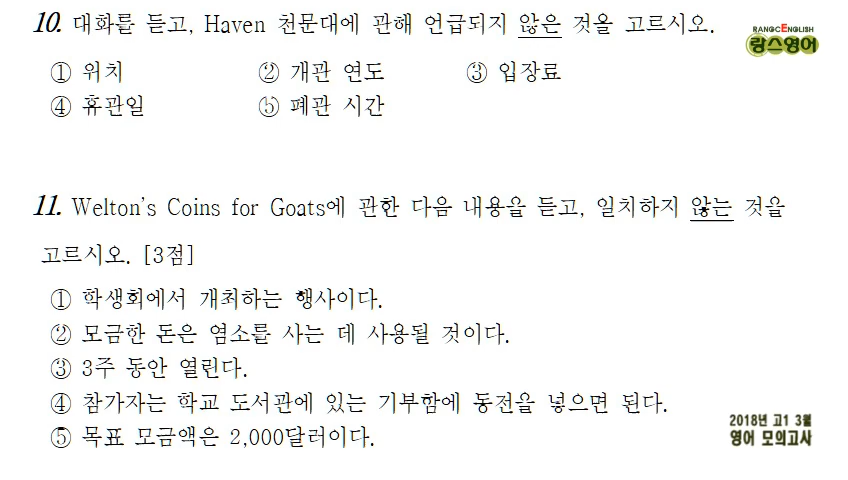 10. 대화를 듣고, Haven 천문대에 관해 언급되지 않은 것을 고르시오.
RANGCENGLISH
랑스영어
① 위치 ② 개관 연도 ③ 입장료
④ 휴관일 ⑤ 폐관 시간
11. Welton's Coins for Goats에 관한 다음 내용을 듣고, 일치하지 않는 것을
고르시오. [3점]
① 학생회에서 개최하는 행사이다.
② 모금한 돈은 염소를 사는 데 사용될 것이다.
③ 3주 동안 열린다.
④ 참가자는 학교 도서관에 있는 기부함에 동전을 넣으면 된다.
⑤ 목표 모금액은 2,000달러이다.
2018년 고1 3월
영어 모의고사